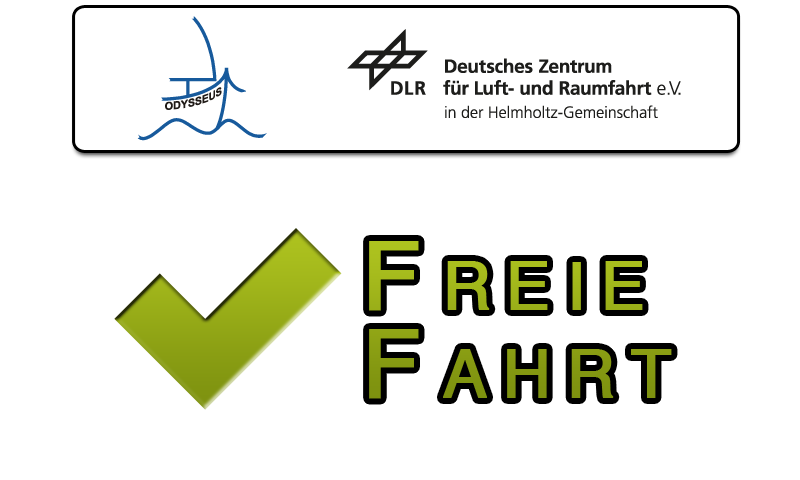 ODYSSEUS
DLR
Deutsches Zentrum
für Luft- und Raumfahrt e.V.
in der Helmholtz-Gemeinschaft
FREIE
FAHRT